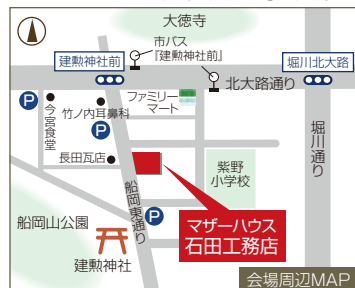 大徳寺
市バス
『建勲神社前』
建勲神社前
堀川北大路
北大路通り
P
今宮食堂
竹ノ内耳鼻科
P
ファミリー
マート
堀川通り
長田瓦店
紫野
小学校
船岡東通り
船岡山公園
P
マザーハウス
石田工務店
建勲神社
会場周辺MAP